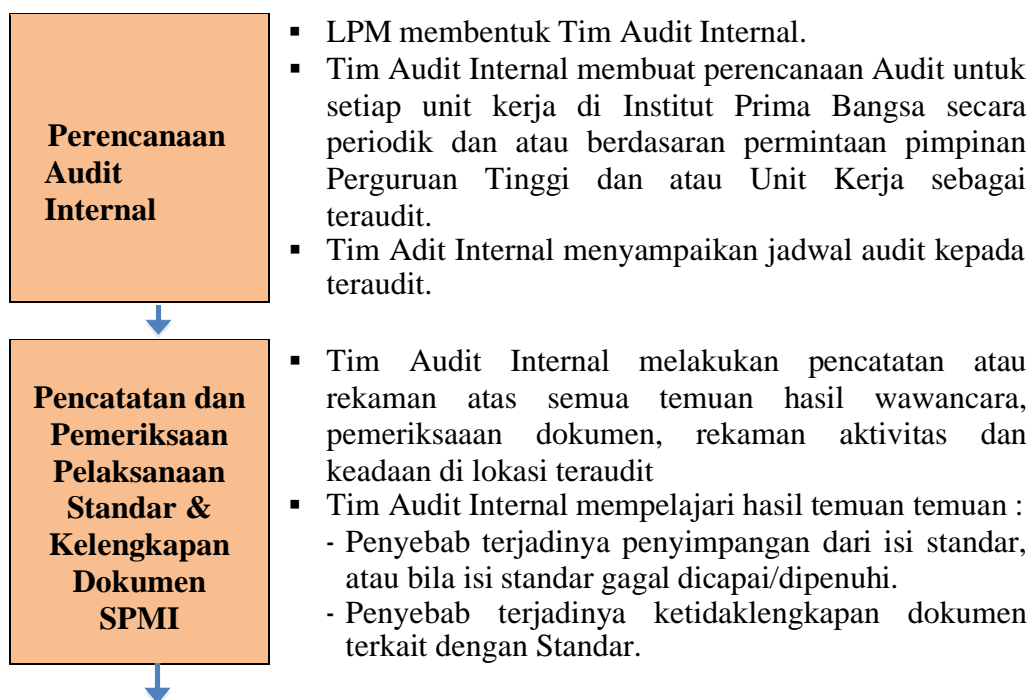 Perencanaan
Audit
Internal
▪ LPM membentuk Tim Audit Internal.
▪ Tim Audit Internal membuat perencanaan Audit untuk
setiap unit kerja di Institut Prima Bangsa secara
periodik dan atau berdasaran permintaan pimpinan
Perguruan Tinggi dan atau Unit Kerja sebagai
teraudit.
▪ Tim Adit Internal menyampaikan jadwal audit kepada
teraudit.
Pencatatan dan
Pemeriksaan
Pelaksanaan
Standar &
Kelengkapan
Dokumen
SPMI
▪ Tim Audit Internal melakukan pencatatan atau
rekaman atas semua temuan hasil wawancara,
pemeriksaaan dokumen, rekaman aktivitas dan
keadaan di lokasi teraudit
▪ Tim Audit Internal mempelajari hasil temuan temuan :
- Penyebab terjadinya penyimpangan dari isi standar,
atau bila isi standar gagal dicapai/dipenuhi.
- Penyebab terjadinya ketidaklengkapan dokumen
terkait dengan Standar.